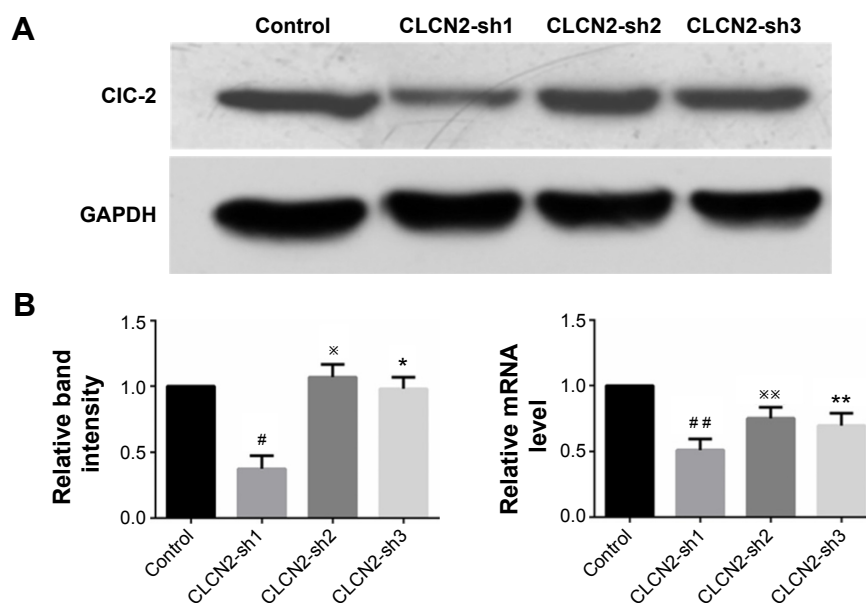 A
Control CLCN2-sh1 CLCN2-sh2 CLCN2-sh3
ClC-2
GAPDH
B
Relative band
intensity
1.5
1.0
0.5
0.0
#
※
*
Control
CLCN2-sh1
CLCN2-sh2
CLCN2-sh3
Relative mRNA
level
1.5
1.0
0.5
0.0
##
※※
**
Control
CLCN2-sh1
CLCN2-sh2
CLCN2-sh3